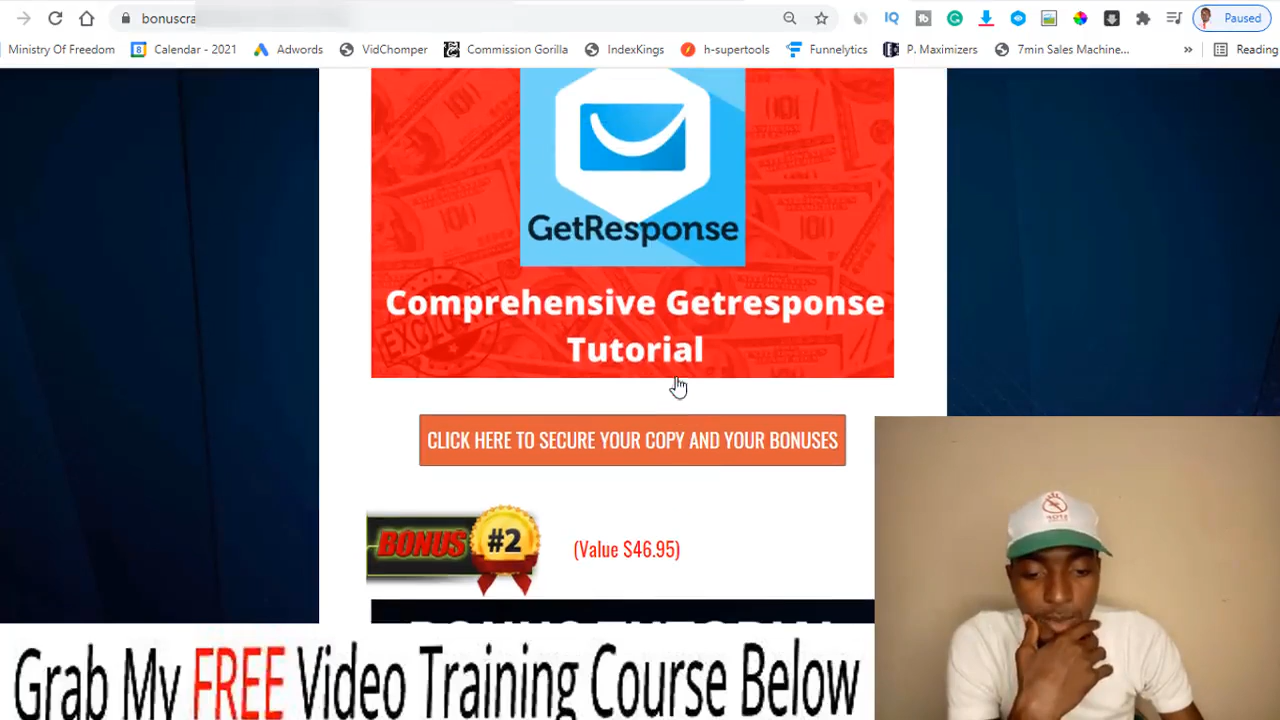 bonuscra
Paused
Ministry Of Freedom
Calendar - 2021
Adwords
VidChomper
Commission Gorilla
IndexKings
h-supertools
Funnelytics
P. Maximizers
7min Sales Machine...
»
Reading
GetResponse
Comprehensive Getresponse
Tutorial
CLICK HERE TO SECURE YOUR COPY AND YOUR BONUSES
BONUS #2
(Value $46.95)
Grab My FREE Video Training Course Below